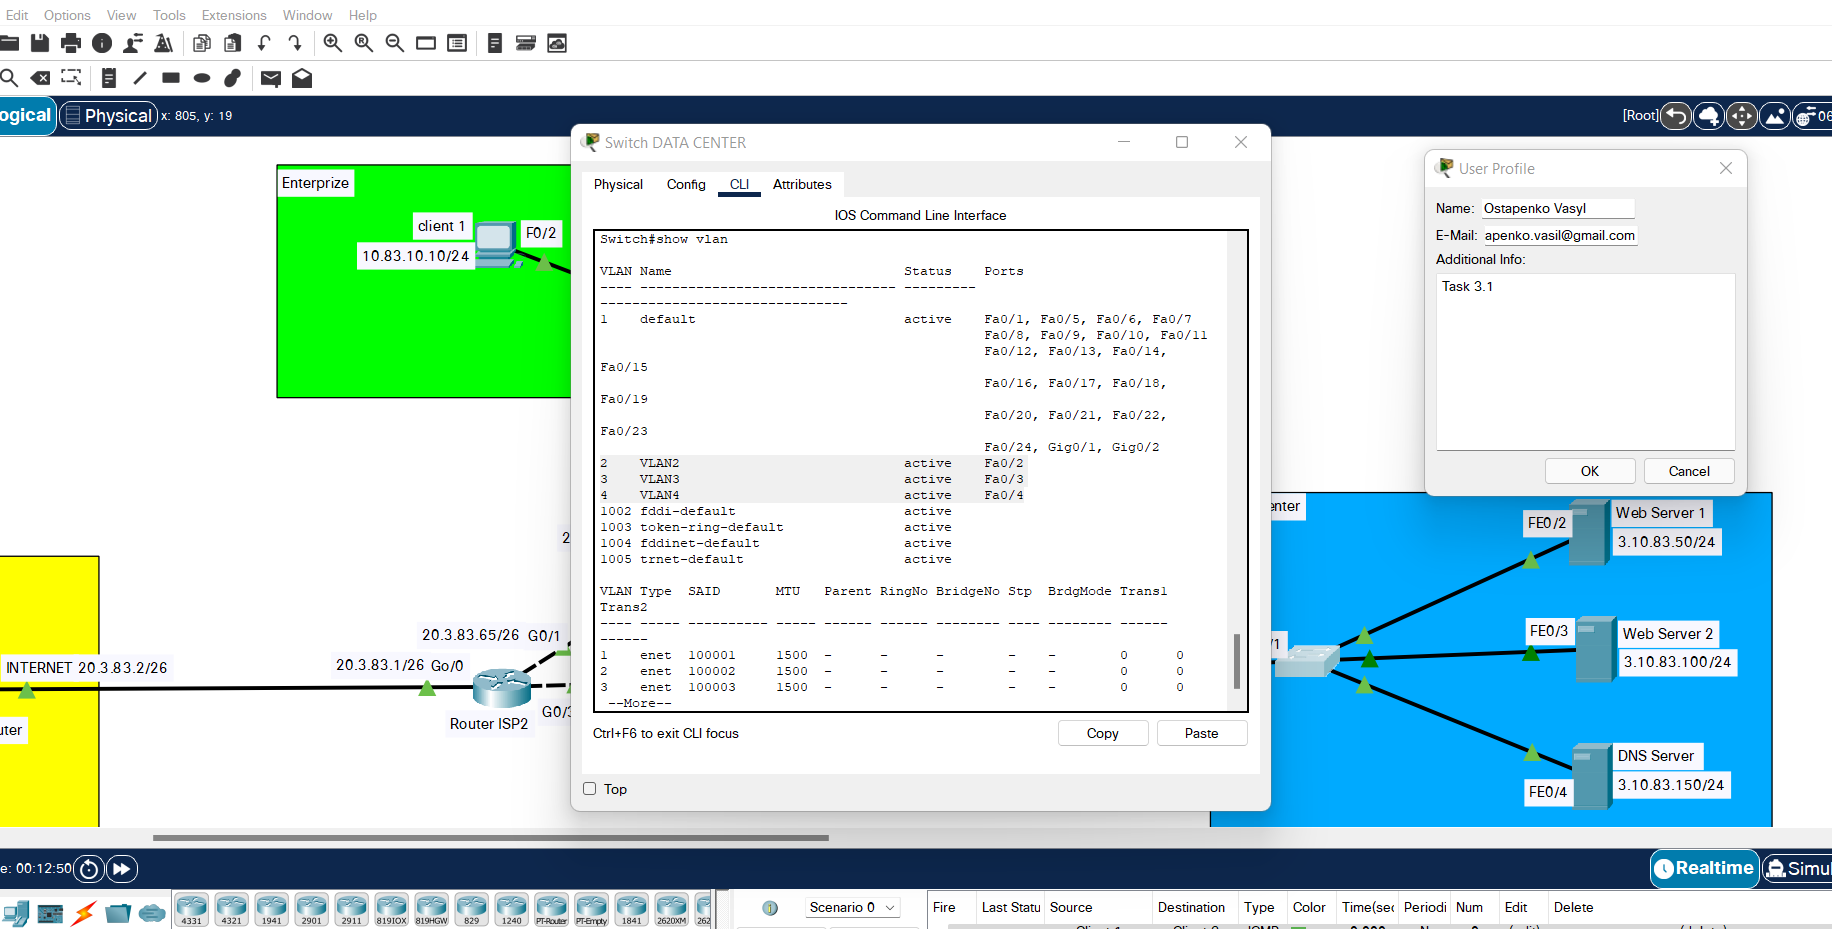 Edit Options View Tools Extensions Window Help
ogical
Physical
x: 805, y: 19
[Root]
06
Enterprize
client 1
F0/2
10.83.10.10/24
Switch DATA CENTER
Physical Config CLI Attributes
IOS Command Line Interface
Switch#show vlan
VLAN Name Status Ports
---- -------------------------------- ---------
-------------------------------
1 default active Fa0/1, Fa0/5, Fa0/6, Fa0/7
Fa0/8, Fa0/9, Fa0/10, Fa0/11
Fa0/12, Fa0/13, Fa0/14,
Fa0/15
Fa0/16, Fa0/17, Fa0/18,
Fa0/19
Fa0/20, Fa0/21, Fa0/22,
Fa0/23
Fa0/24, Gig0/1, Gig0/2
2 VLAN2 active Fa0/2
3 VLAN3 active Fa0/3
4 VLAN4 active Fa0/4
1002 fddi-default active
1003 token-ring-default active
1004 fddinet-default active
1005 trnet-default active
VLAN Type SAID MTU Parent RingNo BridgeNo Stp BrdgMode Trans1
Trans2
---- ----- ---------- ----- ------ ------ -------- ---- -------- ------
------
1 enet 100001 1500 - - - - - 0 0
2 enet 100002 1500 - - - - - 0 0
3 enet 100003 1500 - - - - - 0 0
--More--
Ctrl+F6 to exit CLI focus
Copy
Paste
Top
User Profile
Name: Ostapenko Vasyl
E-Mail: apenko.vasil@gmail.com
Additional Info:
Task 3.1
OK
Cancel
enter
FE0/2
Web Server 1
3.10.83.50/24
FE0/3
Web Server 2
3.10.83.100/24
/1
DNS Server
3.10.83.150/24
FE0/4
2
20.3.83.65/26 G0/1
20.3.83.1/26 Go/0
INTERNET 20.3.83.2/26
Router ISP2
G0/3
uter
e: 00:12:50
Realtime
Simul
4331 4321 1941 2901 2911 819IOX 819HGW 829 1240 PT-Router PT-Empty 1841 2620XM 262
Scenario 0
Fire Last Statu Source Destination Type Color Time(sec Periodi Num Edit Delete